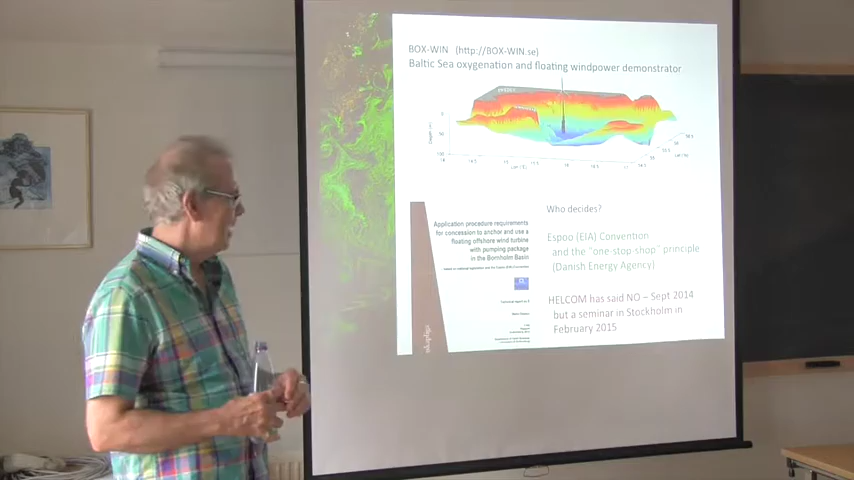 BOX-WIN (http://BOX-WIN.se)
Baltic Sea oxygenation and floating windpower demonstrator
Who decides?
Application procedure requirements
for concession to anchor and use a
floating offshore wind turbine
with pumping package
in the Bornholm Basin
Espoo (EIA) Convention
and the "one-stop-shop" principle
(Danish Energy Agency)
HELCOM has said NO – Sept 2014
but a seminar in Stockholm in
February 2015